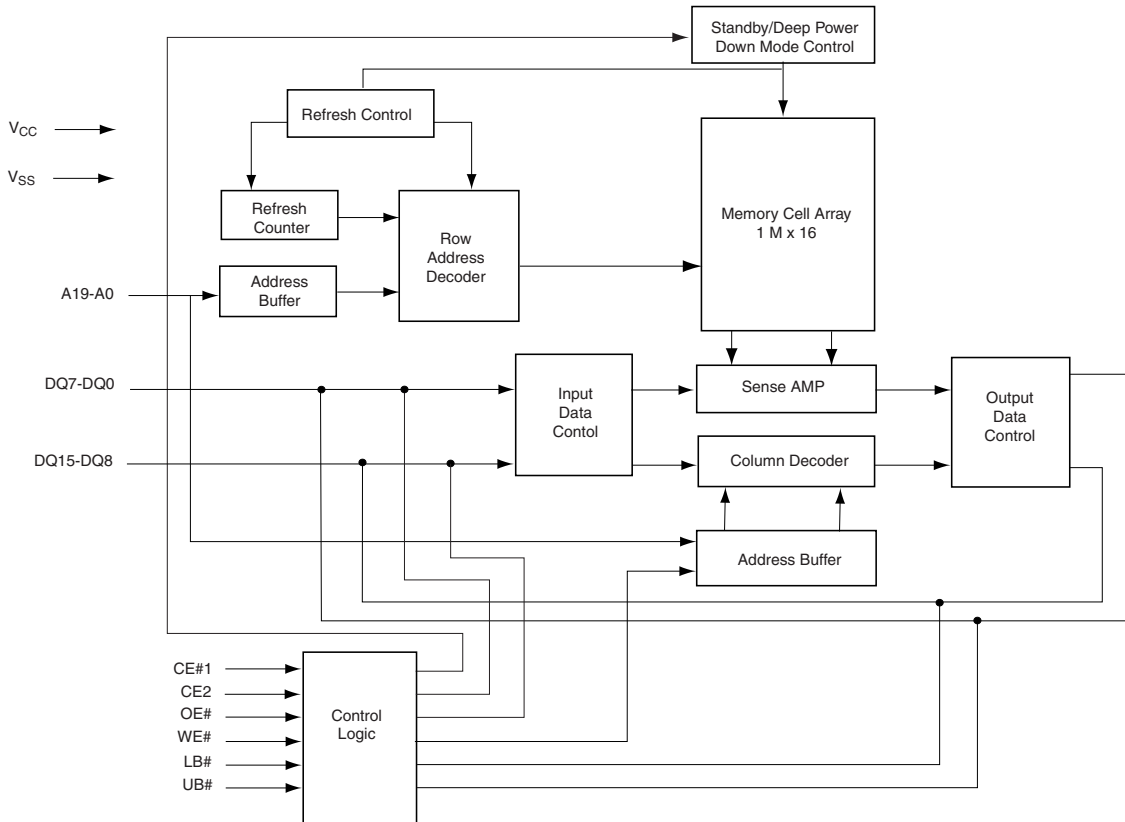 Standby/Deep Power
Down Mode Control
Refresh Control
VCC
VSS
Refresh
Counter
Row
Address
Decoder
Memory Cell Array
1 M x 16
A19-A0
Address
Buffer
DQ7-DQ0
Input
Data
Contol
Sense AMP
Output
Data
Control
DQ15-DQ8
Column Decoder
Address Buffer
CE#1
CE2
OE#
WE#
LB#
UB#
Control
Logic